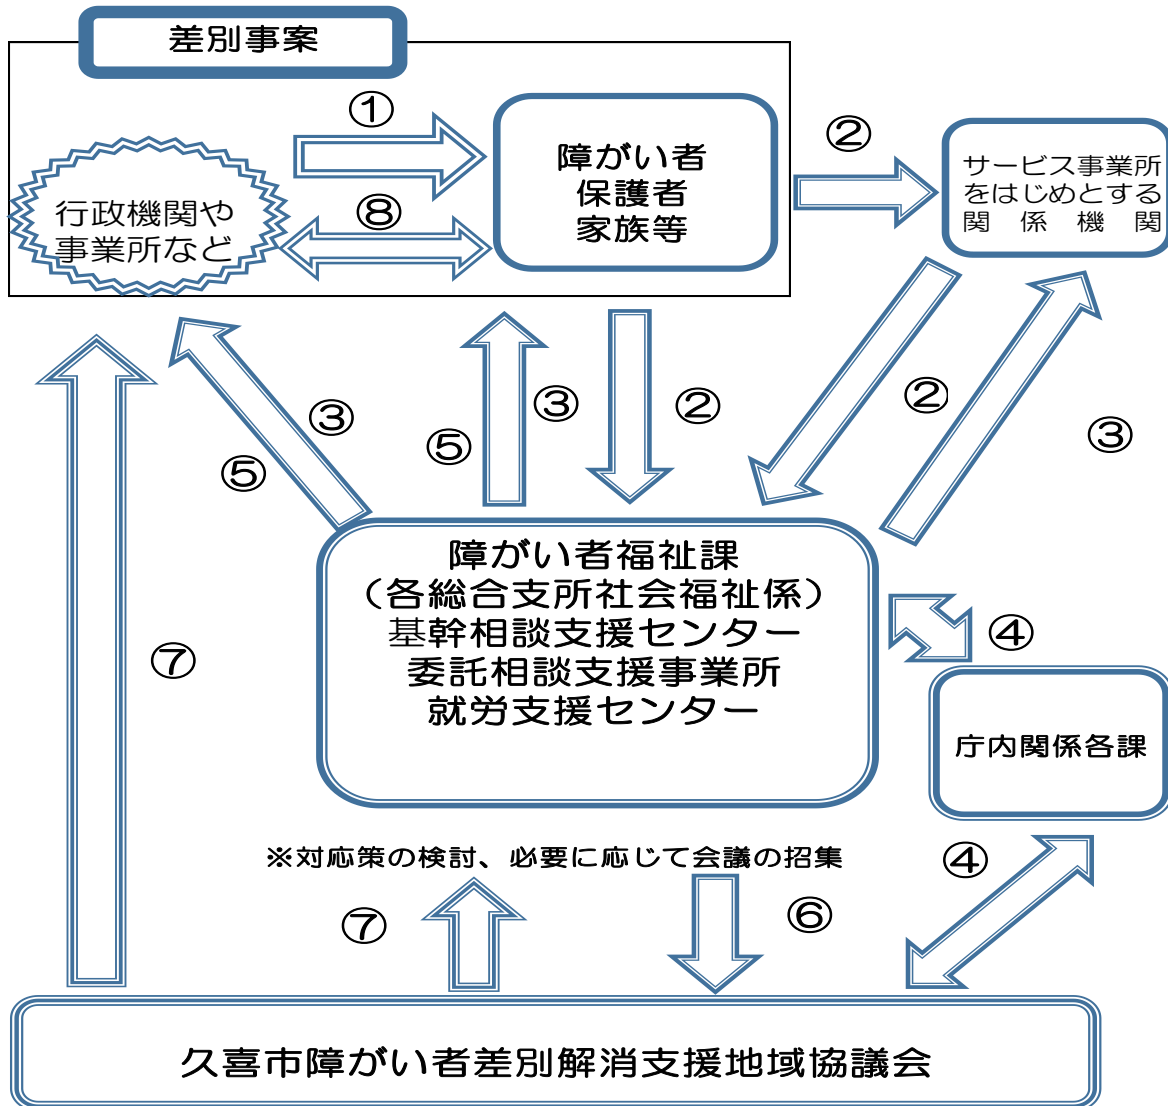 差別事案
①
②
障がい者
保護者
家族等
サービス事業所
をはじめとする
関係機関
行政機関や
事業所など
⑧
③
②
②
③
⑤
⑤
③
障がい者福祉課
(各総合支所社会福祉係)
基幹相談支援センター
委託相談支援事業所
就労支援センター
④
⑦
庁内関係各課
※対応策の検討、必要に応じて会議の招集
④
⑦
⑥
久喜市障がい者差別解消支援地域協議会